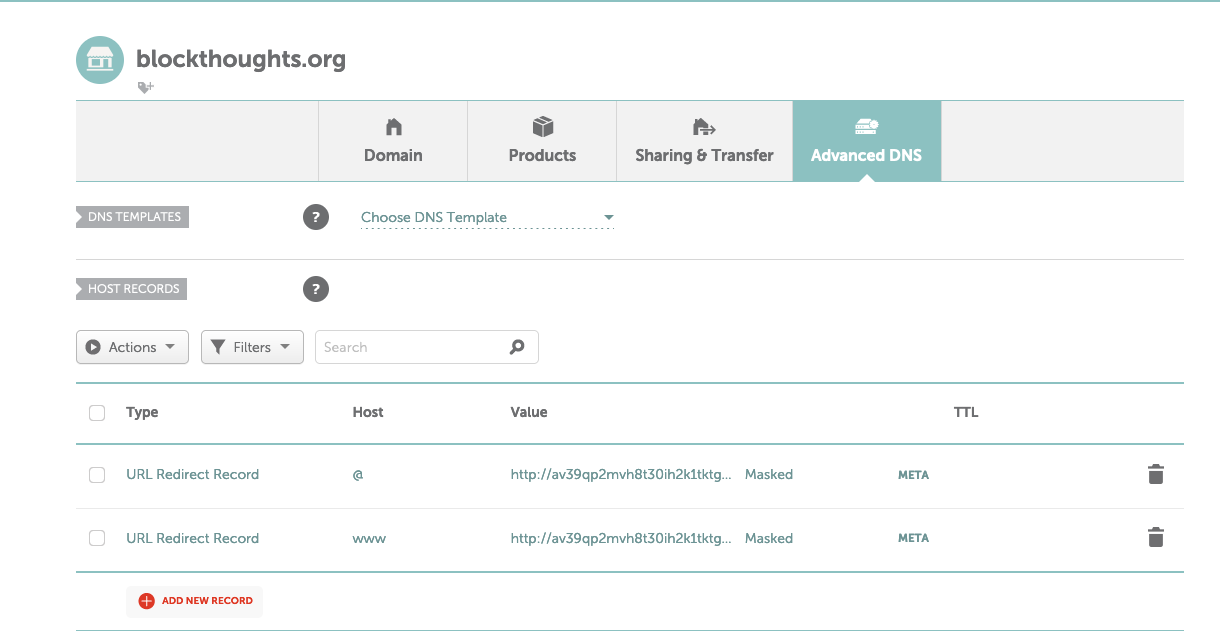 blockthoughts.org
Domain Products Sharing & Transfer Advanced DNS
DNS TEMPLATES ? Choose DNS Template
HOST RECORDS ?
Actions Filters Search
Type Host Value TTL
URL Redirect Record @ http://av39qp2mvh8t30ih2k1tktg... Masked META
URL Redirect Record www http://av39qp2mvh8t30ih2k1tktg... Masked META
ADD NEW RECORD